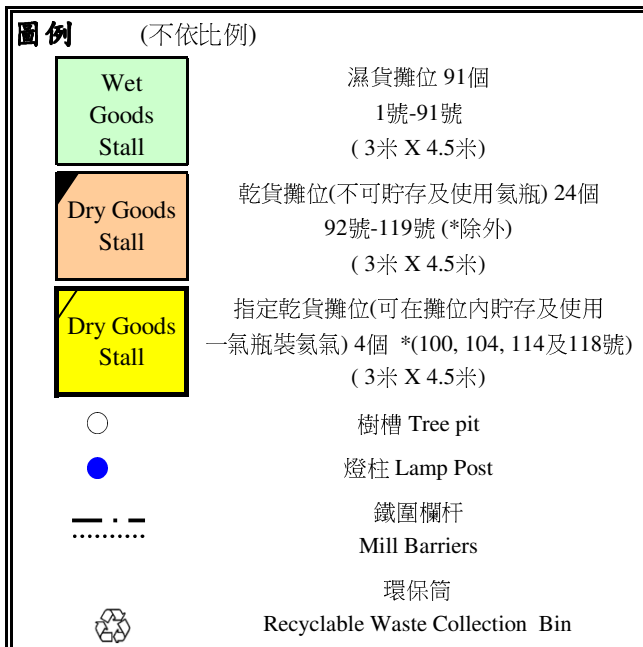 圖例 (不依比例)
Wet
Goods
Stall
濕貨攤位 91個
1號-91號
( 3米 X 4.5米)
Dry Goods
Stall
乾貨攤位(不可貯存及使用氦瓶) 24個
92號-119號 (*除外)
( 3米 X 4.5米)
Dry Goods
Stall
指定乾貨攤位(可在攤位內貯存及使用
一氣瓶裝氦氣) 4個 *(100, 104, 114及118號)
( 3米 X 4.5米)
樹槽 Tree pit
燈柱 Lamp Post
鐵圍欄杆
Mill Barriers
環保筒
Recyclable Waste Collection Bin